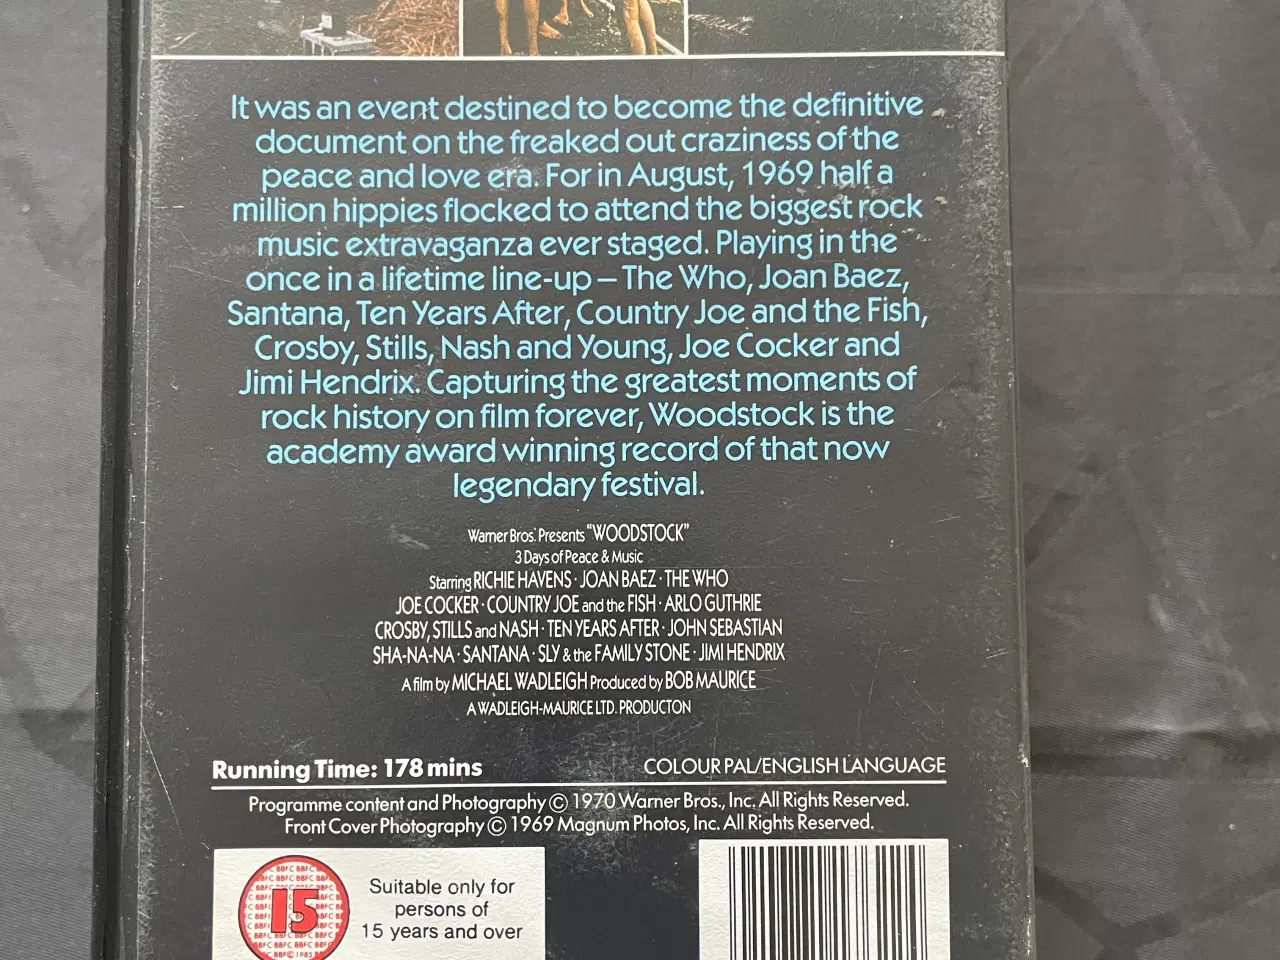 It was an event destined to become the definitive
document on the freaked out craziness of the
peace and love era. For in August, 1969 half a
million hippies flocked to attend the biggest rock
music extravaganza ever staged. Playing in the
once in a lifetime line-up – The Who, Joan Baez,
Santana, Ten Years After, Country Joe and the Fish,
Crosby, Stills, Nash and Young, Joe Cocker and
Jimi Hendrix. Capturing the greatest moments of
rock history on film forever, Woodstock is the
academy award winning record of that now
legendary festival.
Warner Bros. Presents "WOODSTOCK"
3 Days of Peace & Music
Starring RICHIE HAVENS · JOAN BAEZ · THE WHO
JOE COCKER · COUNTRY JOE and the FISH · ARLO GUTHRIE
CROSBY, STILLS and NASH · TEN YEARS AFTER · JOHN SEBASTIAN
SHA-NA-NA · SANTANA · SLY & the FAMILY STONE · JIMI HENDRIX
A film by MICHAEL WADLEIGH Produced by BOB MAURICE
A WADLEIGH-MAURICE LTD. PRODUCTON
Running Time: 178 mins COLOUR PAL/ENGLISH LANGUAGE
Programme content and Photography © 1970 Warner Bros., Inc. All Rights Reserved.
Front Cover Photography © 1969 Magnum Photos, Inc. All Rights Reserved.
15
Suitable only for
persons of
15 years and over